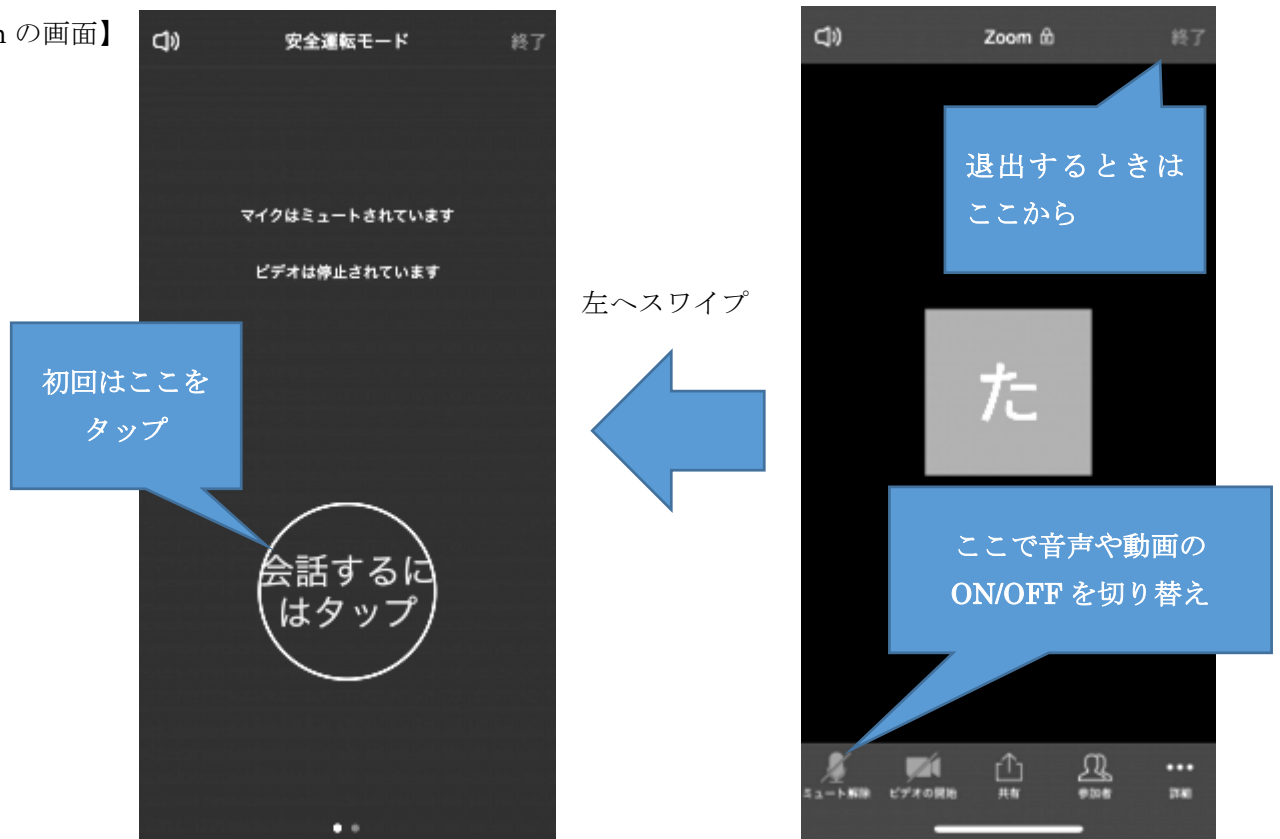 n の画面】
安全運転モード
終了
マイクはミュートされています
ビデオは停止されています
初回はここを
タップ
会話するに
はタップ
左へスワイプ
Zoom
終了
退出するときは
ここから
た
ここで音声や動画の
ON/OFF を切り替え
ミュート解除
ビデオの開始
共有
参加者
詳細